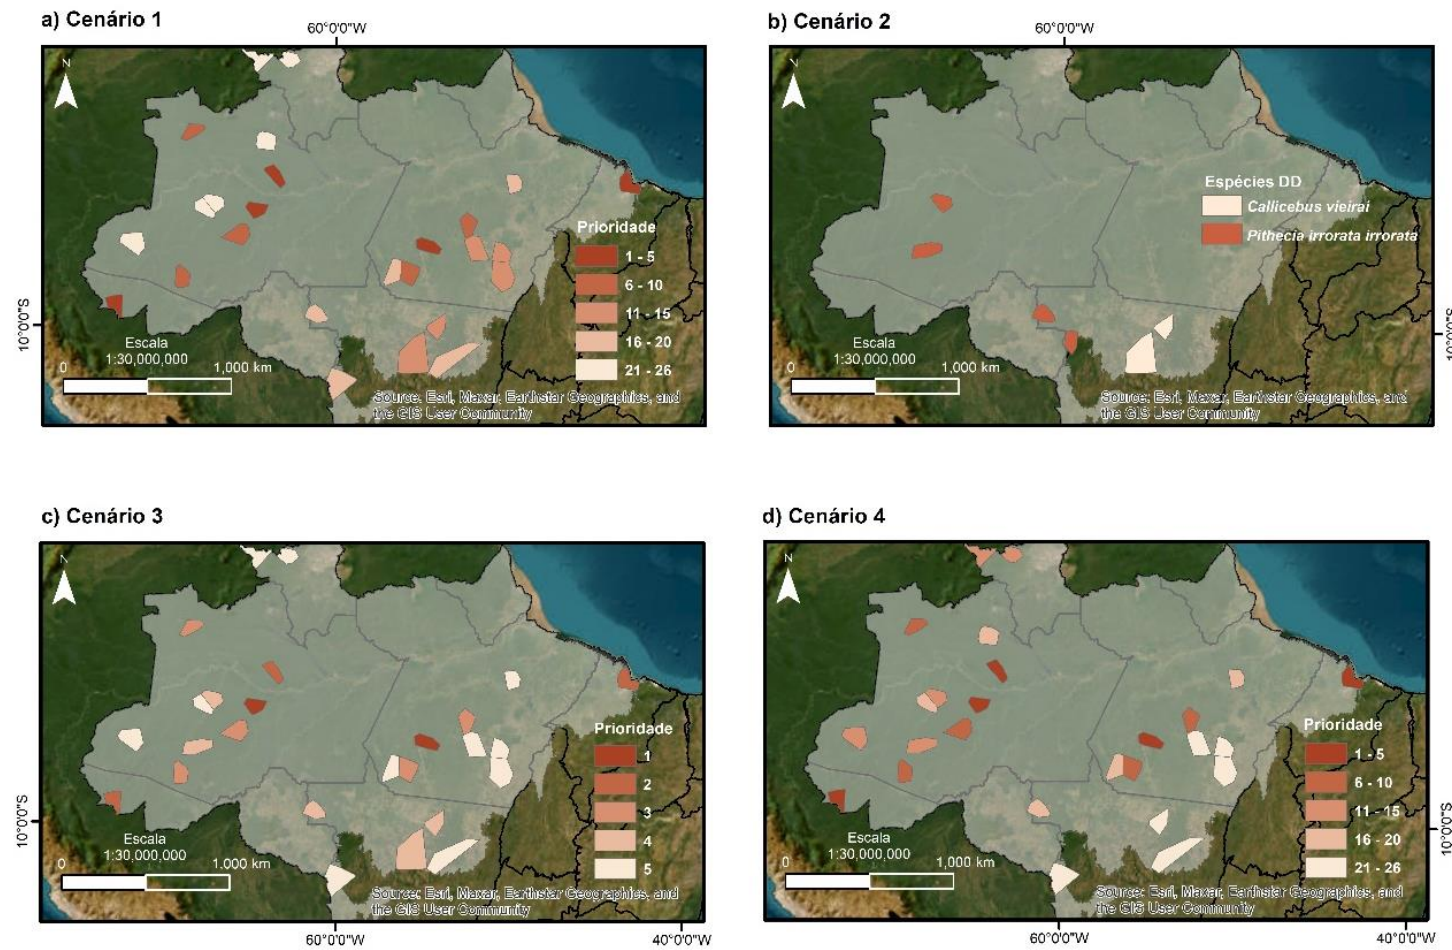 a) Cenário 1
60°0'0"W
N
10°0'0"S
Escala
1:30,000,000
0
1,000 km
Prioridade
1 - 5
6 - 10
11 - 15
16 - 20
21 - 26
Source: Esri, Maxar, Earthstar Geographics, and
the GIS User Community
b) Cenário 2
60°0'0"W
N
Espécies DD
Callicebus vieirai
Pithecia irrorata irrorata
10°0'0"S
Escala
1:30,000,000
0
1,000 km
Source: Esri, Maxar, Earthstar Geographics, and
the GIS User Community
c) Cenário 3
N
10°0'0"S
Escala
1:30,000,000
0
1,000 km
Prioridade
1
2
3
4
5
Source: Esri, Maxar, Earthstar Geographics, and
the GIS User Community
60°0'0"W
40°0'0"W
d) Cenário 4
N
Prioridade
1 - 5
6 - 10
11 - 15
16 - 20
21 - 26
10°0'0"S
Escala
1:30,000,000
0
1,000 km
Source: Esri, Maxar, Earthstar Geographics, and
the GIS User Community
60°0'0"W
40°0'0"W